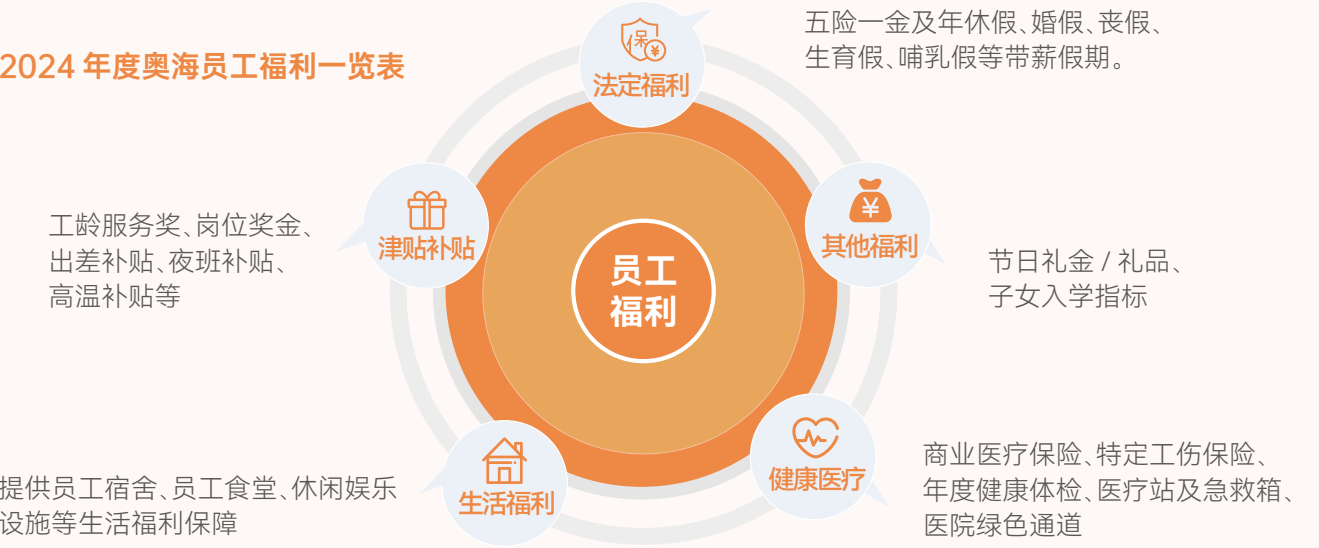 2024 年度奥海员工福利一览表
保
¥
法定福利
五险一金及年休假、婚假、丧假、
生育假、哺乳假等带薪假期。
津贴补贴
工龄服务奖、岗位奖金、
出差补贴、夜班补贴、
高温补贴等
员工
福利
¥
其他福利
节日礼金 / 礼品、
子女入学指标
生活福利
提供员工宿舍、员工食堂、休闲娱乐
设施等生活福利保障
健康医疗
商业医疗保险、特定工伤保险、
年度健康体检、医疗站及急救箱、
医院绿色通道